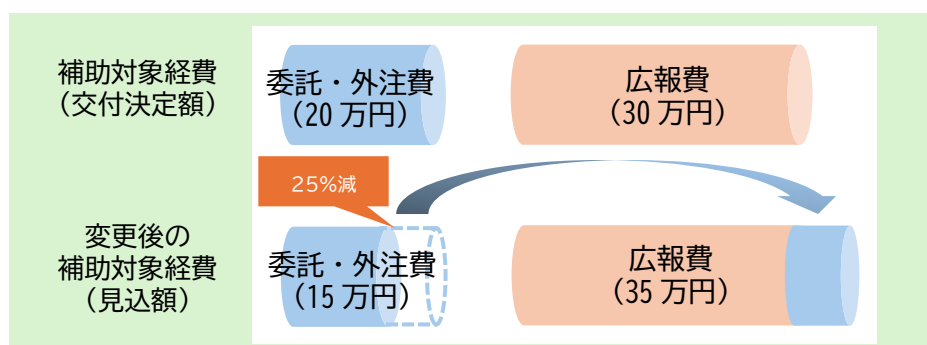 補助対象経費
（交付決定額）
委託・外注費
（20 万円）
広報費
（30 万円）
25%減
変更後の
補助対象経費
（見込額）
委託・外注費
（15 万円）
広報費
（35 万円）